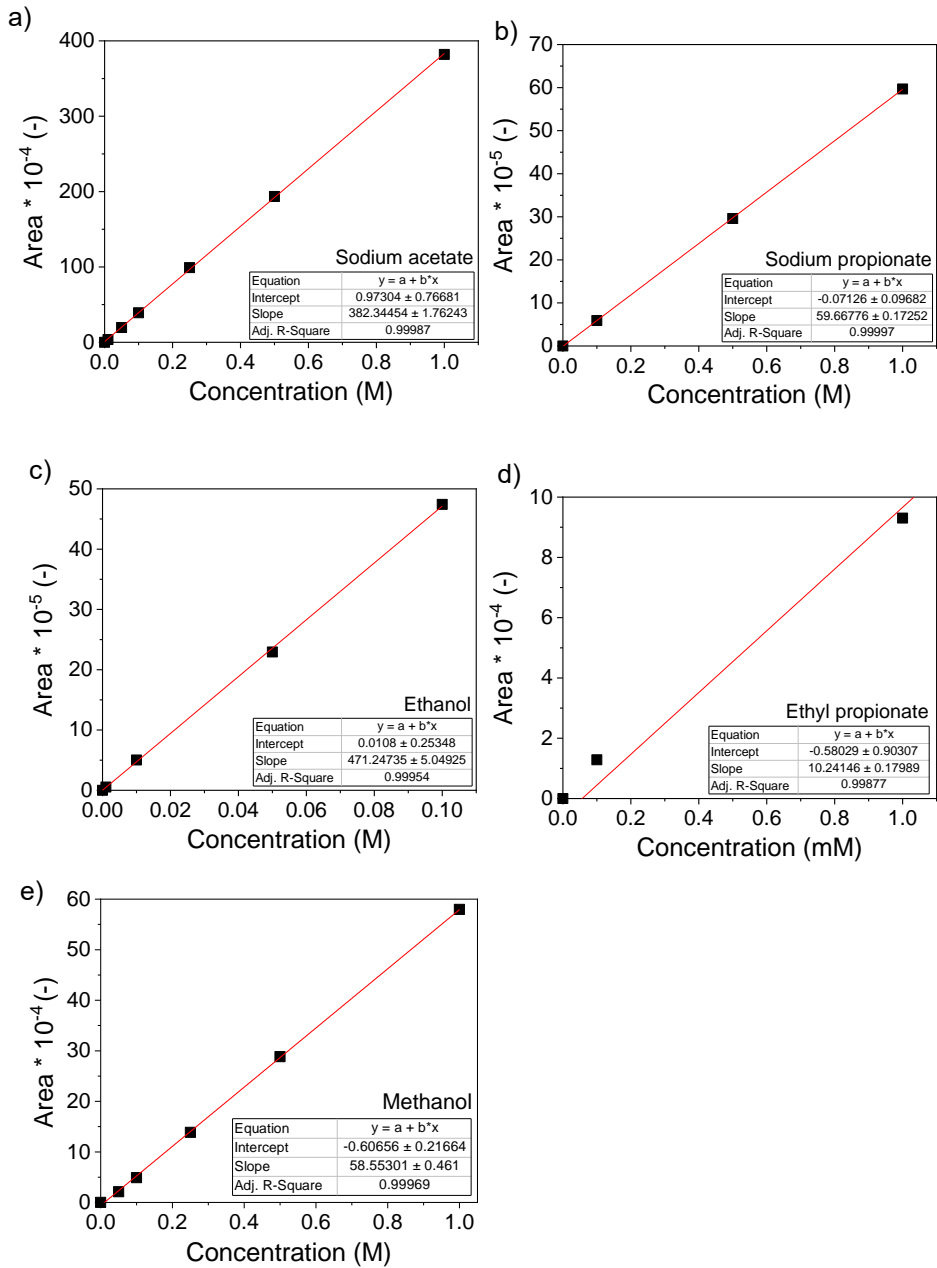 a)
Area * 10-4 (-)
400
300
200
100
0
0.0 0.2 0.4 0.6 0.8 1.0
Concentration (M)
Sodium acetate
Equation y = a + b*x
Intercept 0.97304 ± 0.76681
Slope 382.34454 ± 1.76243
Adj. R-Square 0.99987
b)
Area * 10-5 (-)
70
60
50
40
30
20
10
0
0.0 0.2 0.4 0.6 0.8 1.0
Concentration (M)
Sodium propionate
Equation y = a + b*x
Intercept -0.07126 ± 0.09682
Slope 59.66776 ± 0.17252
Adj. R-Square 0.99997
c)
Area * 10-5 (-)
50
40
30
20
10
0
0.00 0.02 0.04 0.06 0.08 0.10
Concentration (M)
Ethanol
Equation y = a + b*x
Intercept 0.0108 ± 0.25348
Slope 471.24735 ± 5.04925
Adj. R-Square 0.99954
d)
Area * 10-4 (-)
10
8
6
4
2
0
0.0 0.2 0.4 0.6 0.8 1.0
Concentration (mM)
Ethyl propionate
Equation y = a + b*x
Intercept -0.58029 ± 0.90307
Slope 10.24146 ± 0.17989
Adj. R-Square 0.99877
e)
Area * 10-4 (-)
60
50
40
30
20
10
0
0.0 0.2 0.4 0.6 0.8 1.0
Concentration (M)
Methanol
Equation y = a + b*x
Intercept -0.60656 ± 0.21664
Slope 58.55301 ± 0.461
Adj. R-Square 0.99969